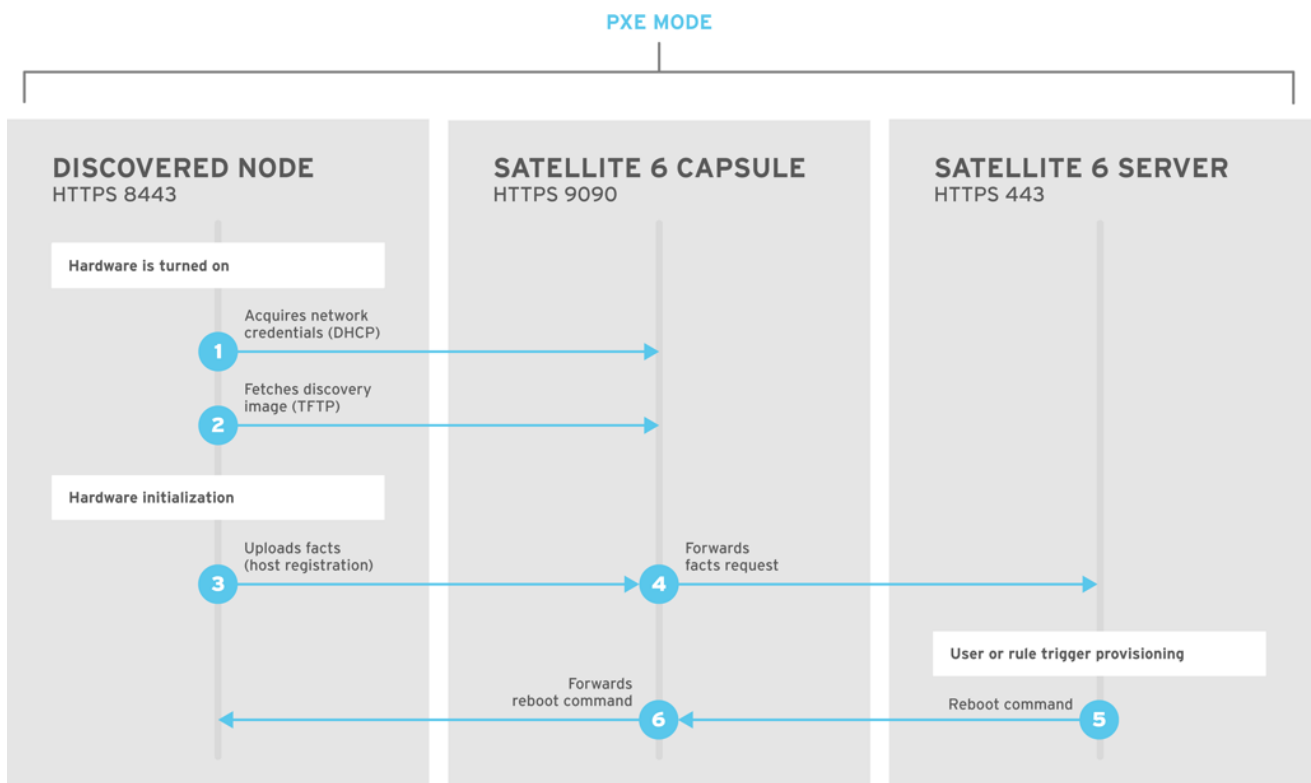 PXE MODE
DISCOVERED NODE
HTTPS 8443
SATELLITE 6 CAPSULE
HTTPS 9090
SATELLITE 6 SERVER
HTTPS 443
Hardware is turned on
Acquires network
credentials (DHCP)
1
Fetches discovery
image (TFTP)
2
Hardware initialization
Uploads facts
(host registration)
3
Forwards
facts request
4
User or rule trigger provisioning
Reboot command
5
Forwards
reboot command
6